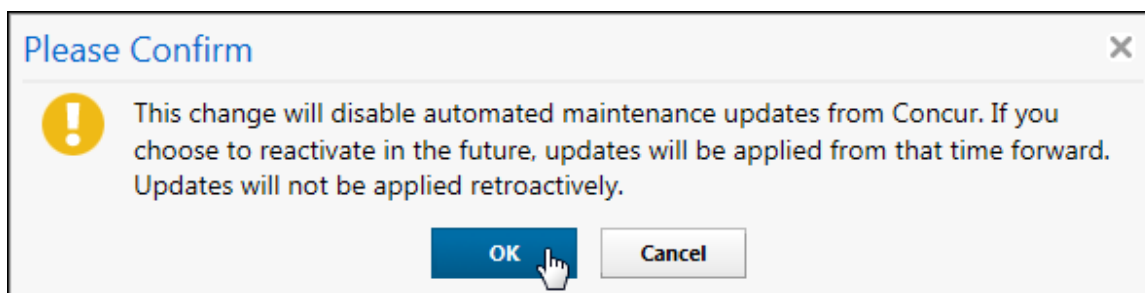 Please Confirm
This change will disable automated maintenance updates from Concur. If you
choose to reactivate in the future, updates will be applied from that time forward.
Updates will not be applied retroactively.
OK
Cancel